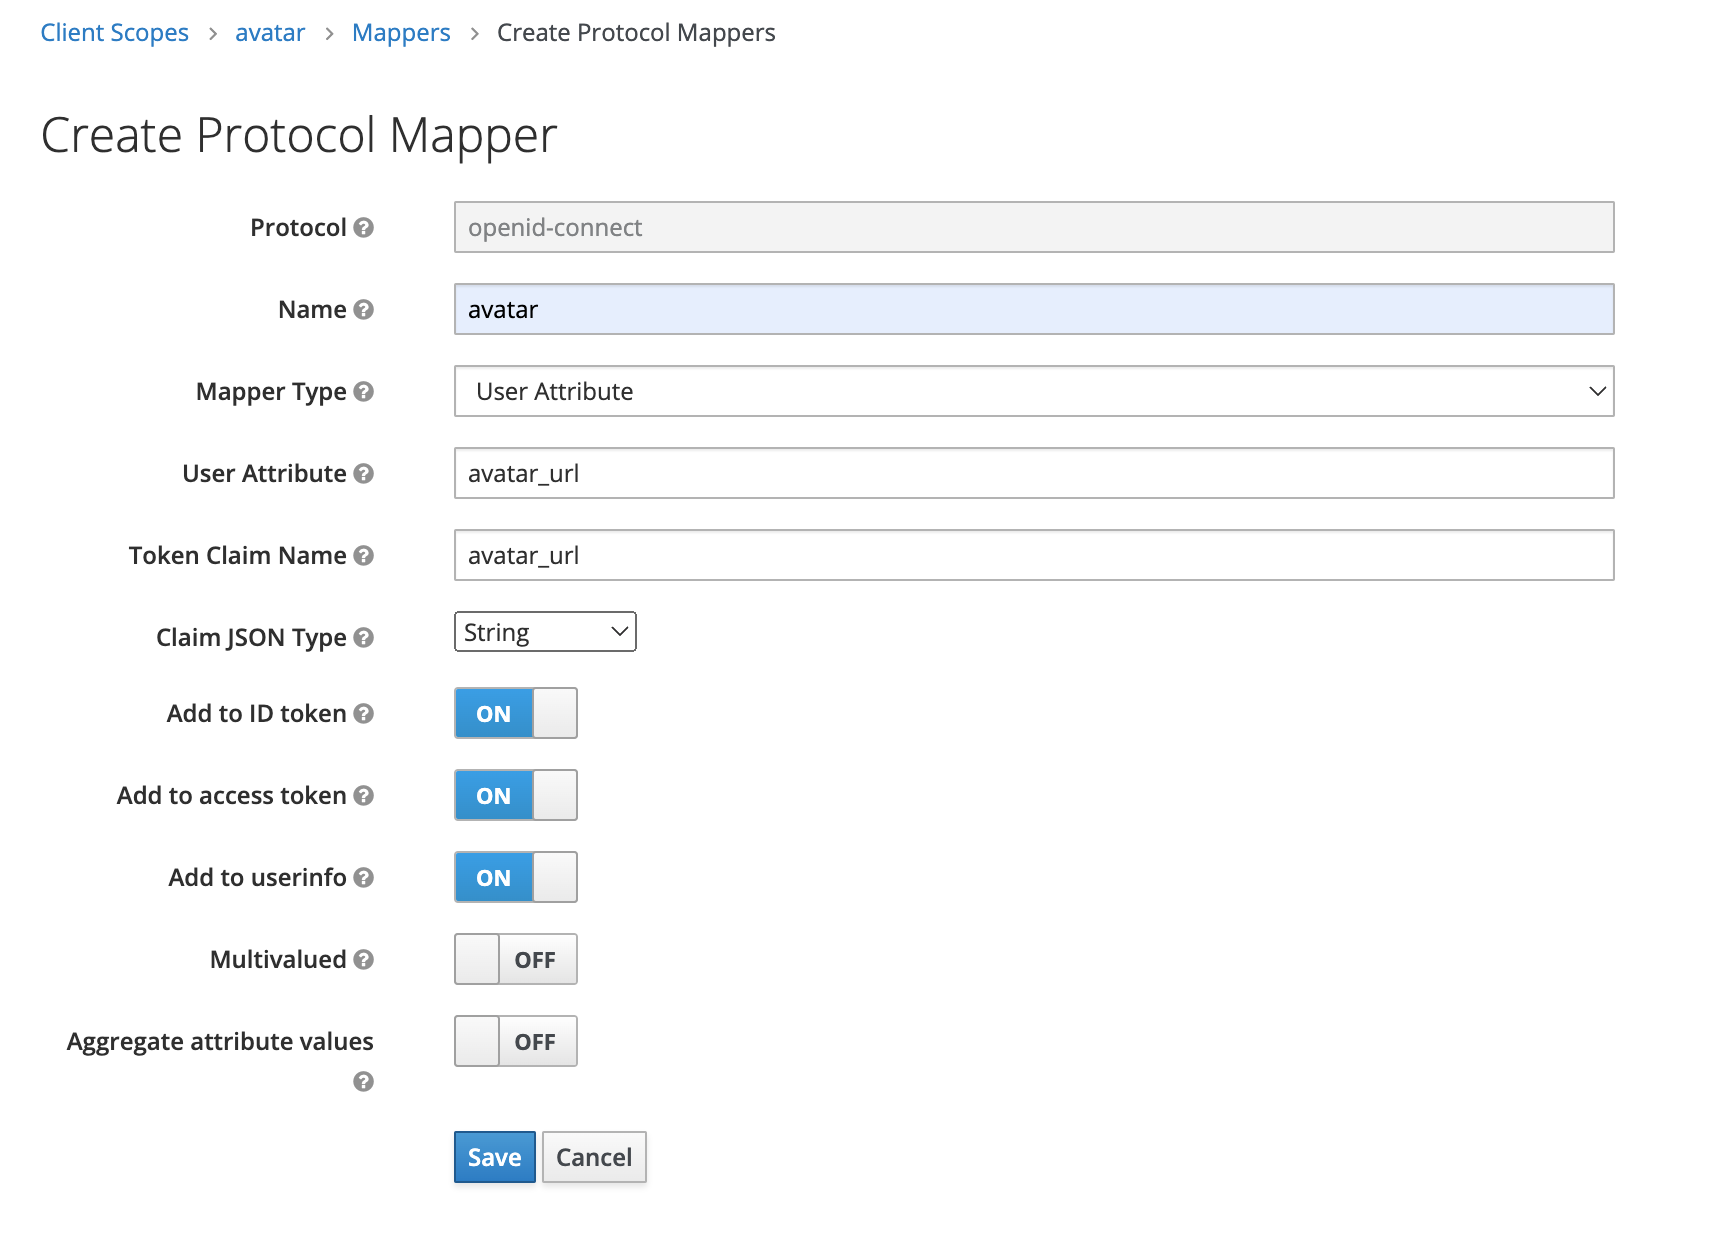 Client Scopes > avatar > Mappers > Create Protocol Mappers
Create Protocol Mapper
Protocol ? openid-connect
Name ? avatar
Mapper Type ? User Attribute
User Attribute ? avatar_url
Token Claim Name ? avatar_url
Claim JSON Type ? String
Add to ID token ? ON
Add to access token ? ON
Add to userinfo ? ON
Multivalued ? OFF
Aggregate attribute values OFF
?
Save Cancel